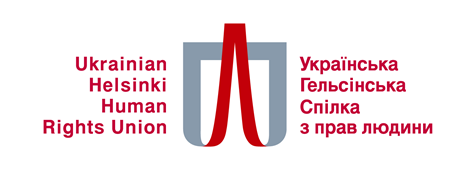 Ukrainian
Helsinki
Human
Rights Union
Українська
Гельсінська
Спілка
з прав людини